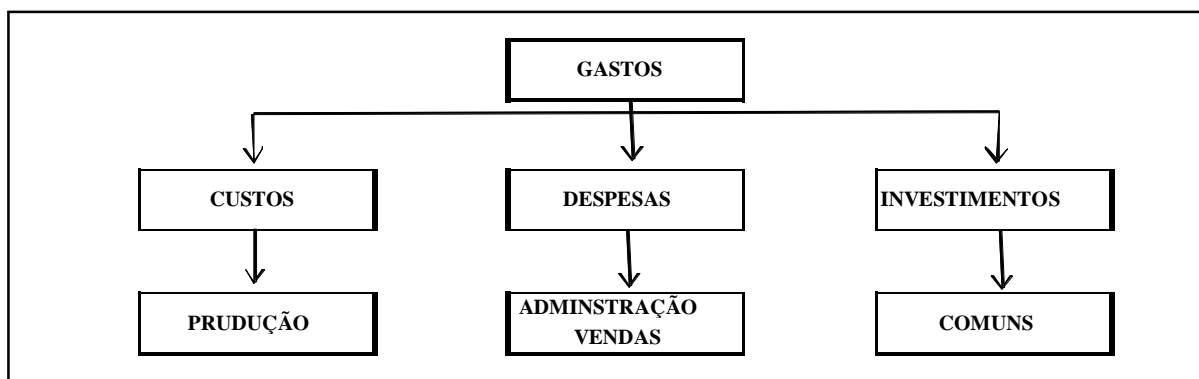 GASTOS
CUSTOS
DESPESAS
INVESTIMENTOS
PRUDUÇÃO
ADMINSTRAÇÃO
VENDAS
COMUNS